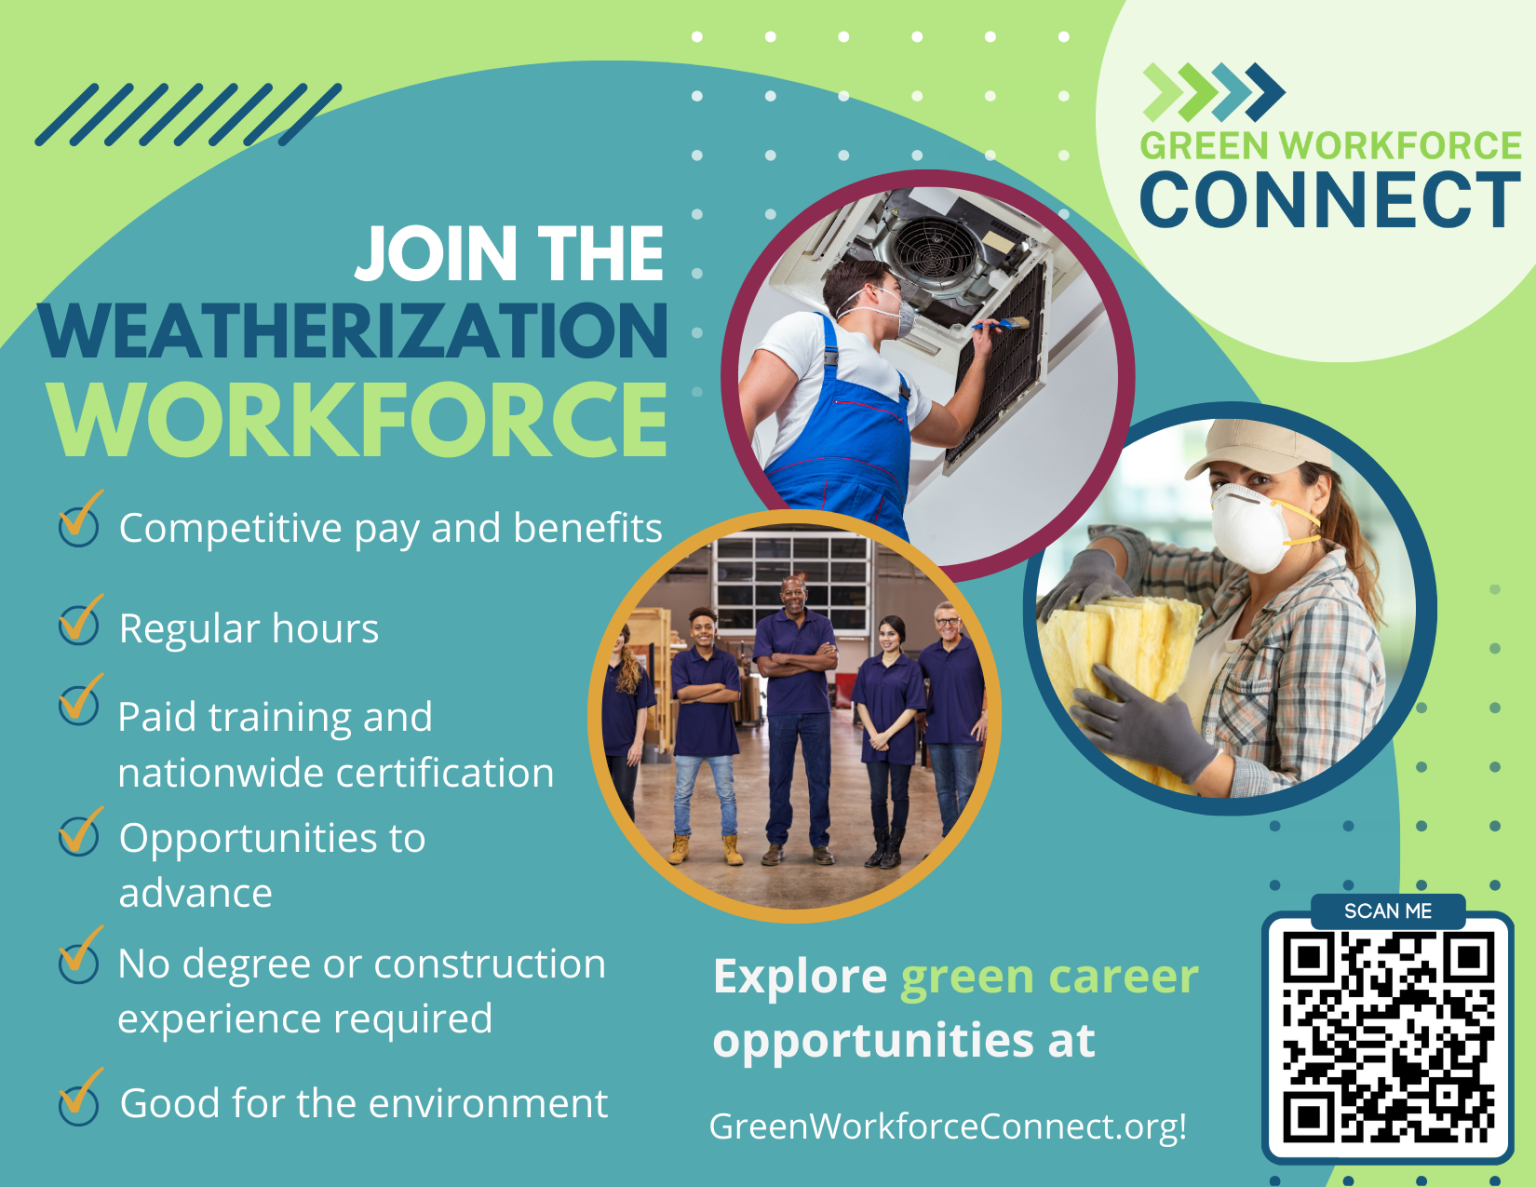 GREEN WORKFORCE
CONNECT
JOIN THE
WEATHERIZATION
WORKFORCE
Competitive pay and benefits
Regular hours
Paid training and
nationwide certification
Opportunities to
advance
No degree or construction
experience required
Good for the environment
Explore green career
opportunities at
GreenWorkforceConnect.org!
SCAN ME